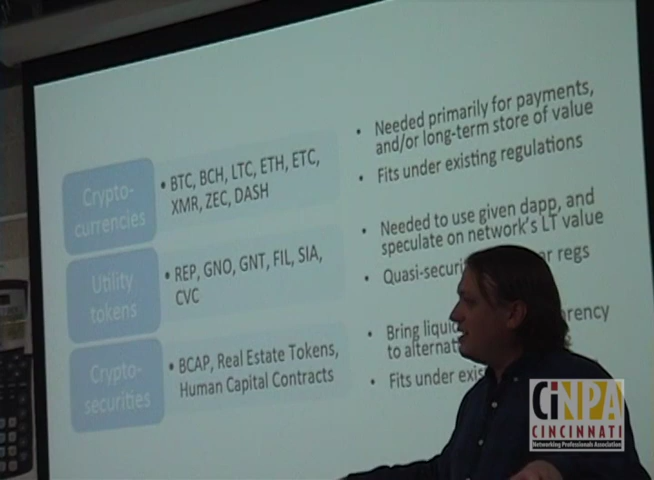 Crypto-
currencies
• BTC, BCH, LTC, ETH, ETC,
XMR, ZEC, DASH
• Needed primarily for payments,
and/or long-term store of value
• Fits under existing regulations
Utility
tokens
• REP, GNO, GNT, FIL, SIA,
CVC
• Needed to use given dapp, and
speculate on network's LT value
• Quasi-securi regs
Crypto-
securities
• BCAP, Real Estate Tokens,
Human Capital Contracts
• Bring liqui
to alternat
• Fits under exis
CiNPA
CINCINNATI
Networking Professionals Association